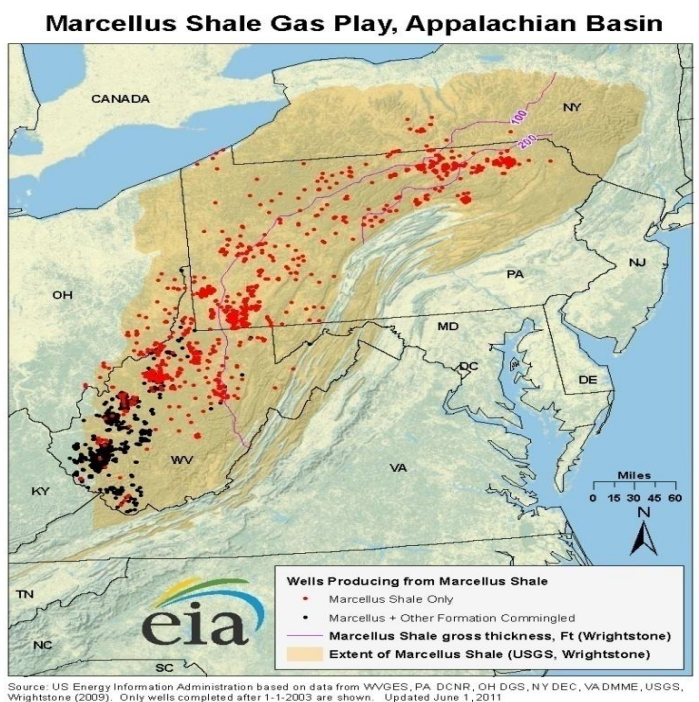 Marcellus Shale Gas Play, Appalachian Basin
CANADA
NY
100
200
OH
PA
NJ
MD
DC
DE
WV
VA
KY
Miles
0 15 30 45 60
N
TN
NC
SC
eia
Wells Producing from Marcellus Shale
Marcellus Shale Only
Marcellus + Other Formation Commingled
Marcellus Shale gross thickness, Ft (Wrightstone)
Extent of Marcellus Shale (USGS, Wrightstone)
Source: US Energy Information Administration based on data from WVGES, PA DCNR, OH DGS, NY DEC, VA DMME, USGS,
Wrightstone (2009). Only wells completed after 1-1-2003 are shown. Updated June 1, 2011